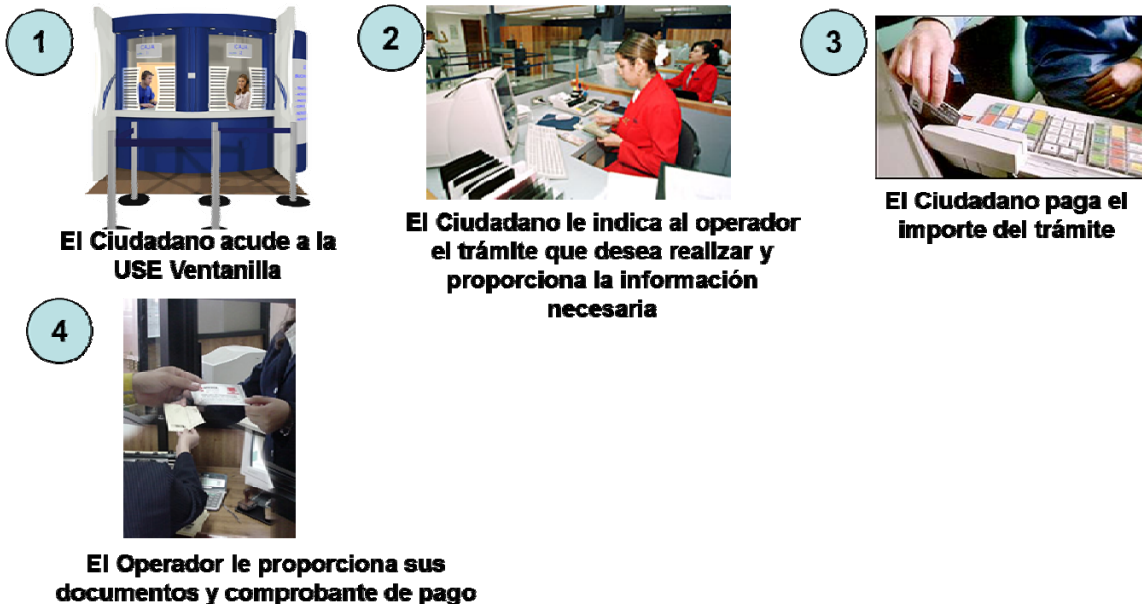 1
CAJA
CAJA
El Ciudadano acude a la
USE Ventanilla
2
El Ciudadano le indica al operador
el trámite que desea realizar y
proporciona la información
necesaria
3
El Ciudadano paga el
importe del trámite
4
El Operador le proporciona sus
documentos y comprobante de pago